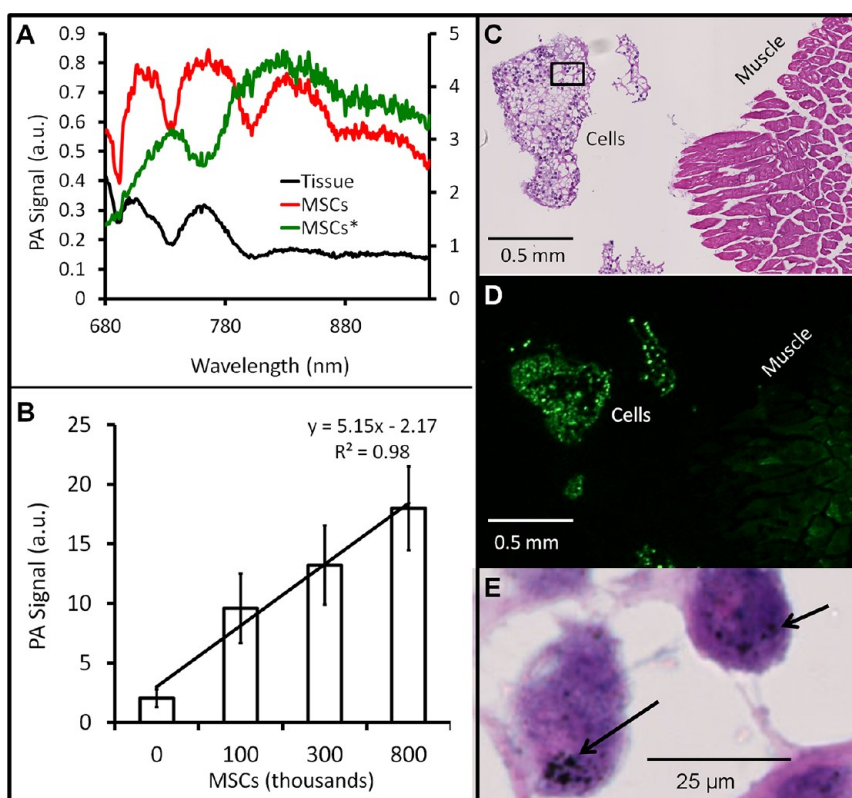 A
0.9
0.8
0.7
0.6
0.5
0.4
0.3
0.2
0.1
0
PA Signal (a.u.)
5
4
3
2
1
0
Tissue
MSCs
MSCs*
680 780 880
Wavelength (nm)
B
25
20
15
10
5
0
PA Signal (a.u.)
y = 5.15x - 2.17
R² = 0.98
0 100 300 800
MSCs (thousands)
C
Muscle
Cells
0.5 mm
D
Muscle
Cells
0.5 mm
E
25 µm